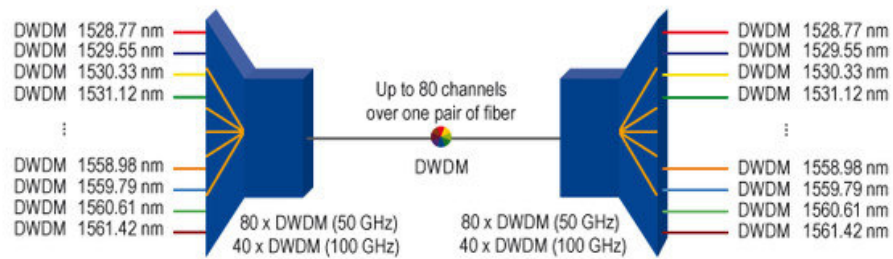 DWDM 1528.77 nm
DWDM 1529.55 nm
DWDM 1530.33 nm
DWDM 1531.12 nm
...
DWDM 1558.98 nm
DWDM 1559.79 nm
DWDM 1560.61 nm
DWDM 1561.42 nm
80 x DWDM (50 GHz)
40 x DWDM (100 GHz)
Up to 80 channels
over one pair of fiber
DWDM
80 x DWDM (50 GHz)
40 x DWDM (100 GHz)
DWDM 1528.77 nm
DWDM 1529.55 nm
DWDM 1530.33 nm
DWDM 1531.12 nm
...
DWDM 1558.98 nm
DWDM 1559.79 nm
DWDM 1560.61 nm
DWDM 1561.42 nm